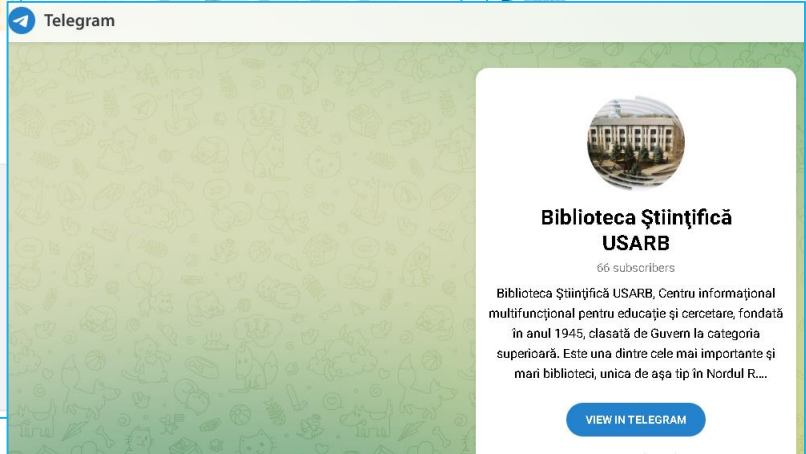 Telegram
Biblioteca Ştiinţifică
USARB
66 subscribers
Biblioteca Ştiinţifică USARB, Centru informaţional
multifuncţional pentru educaţie şi cercetare, fondată
în anul 1945, clasată de Guvern la categoria
superioară. Este una dintre cele mai importante şi
mari biblioteci, unica de aşa tip în Nordul R....
VIEW IN TELEGRAM